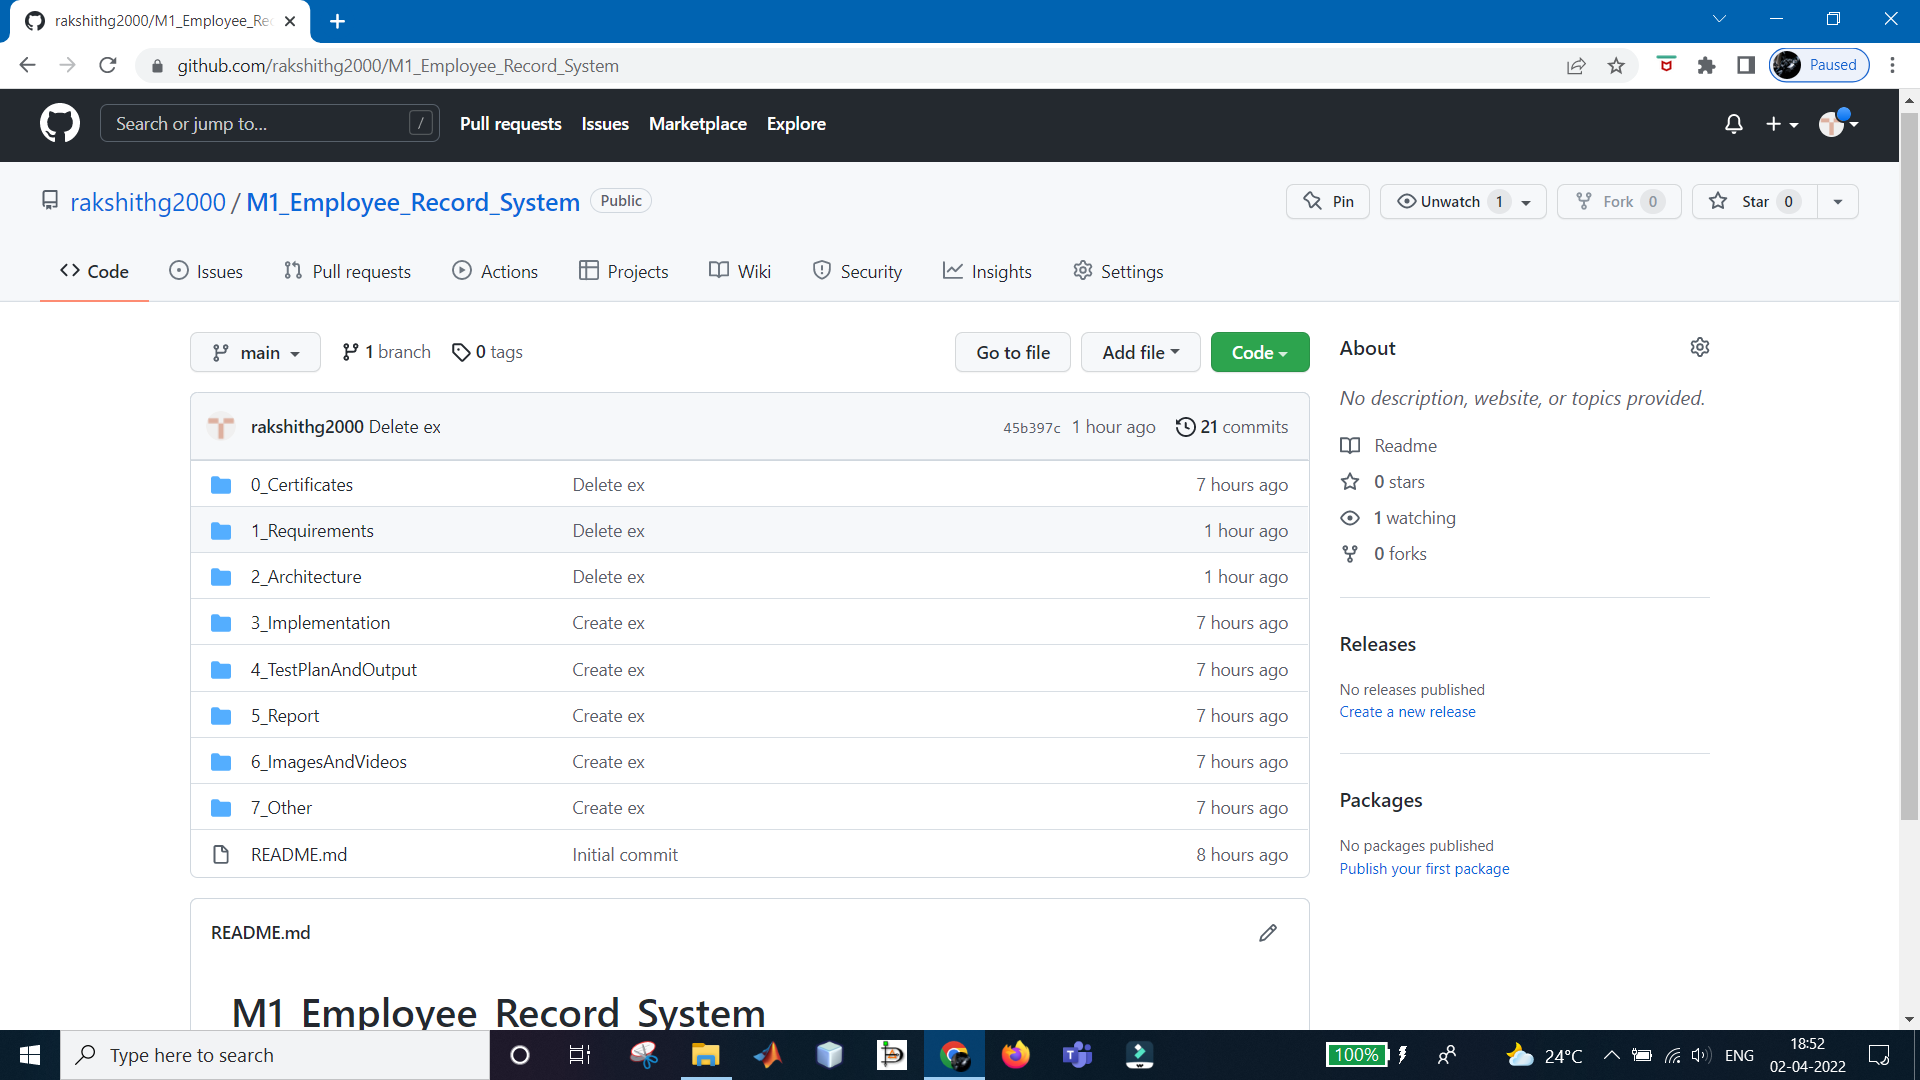 rakshithg2000/M1_Employee_Rec
github.com/rakshithg2000/M1_Employee_Record_System
Paused
Search or jump to...
/
Pull requests
Issues
Marketplace
Explore
rakshithg2000 / M1_Employee_Record_System
Public
Pin
Unwatch 1
Fork 0
Star 0
Code
Issues
Pull requests
Actions
Projects
Wiki
Security
Insights
Settings
main
1 branch
0 tags
Go to file
Add file
Code
rakshithg2000 Delete ex
45b397c 1 hour ago
21 commits
0_Certificates Delete ex 7 hours ago
1_Requirements Delete ex 1 hour ago
2_Architecture Delete ex 1 hour ago
3_Implementation Create ex 7 hours ago
4_TestPlanAndOutput Create ex 7 hours ago
5_Report Create ex 7 hours ago
6_ImagesAndVideos Create ex 7 hours ago
7_Other Create ex 7 hours ago
README.md Initial commit 8 hours ago
About
No description, website, or topics provided.
Readme
0 stars
1 watching
0 forks
Releases
No releases published
Create a new release
Packages
No packages published
Publish your first package
README.md
M1_Employee_Record_System
Type here to search
100%
24°C
ENG
18:52
02-04-2022